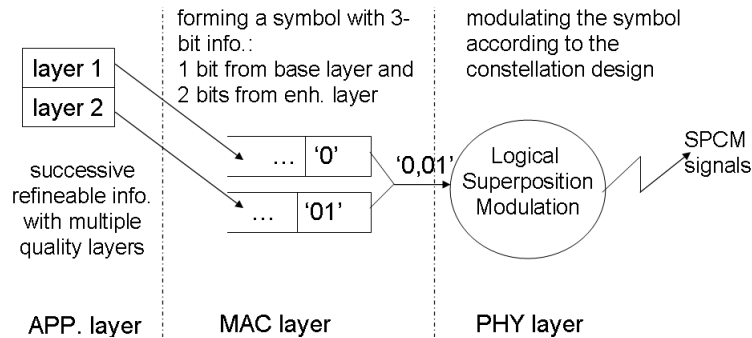 forming a symbol with 3-
bit info.:
1 bit from base layer and
2 bits from enh. layer
modulating the symbol
according to the
constellation design
layer 1
layer 2
successive
refineable info.
with multiple
quality layers
... '0'
... '01'
'0,01'
Logical
Superposition
Modulation
SPCM
signals
APP. layer
MAC layer
PHY layer